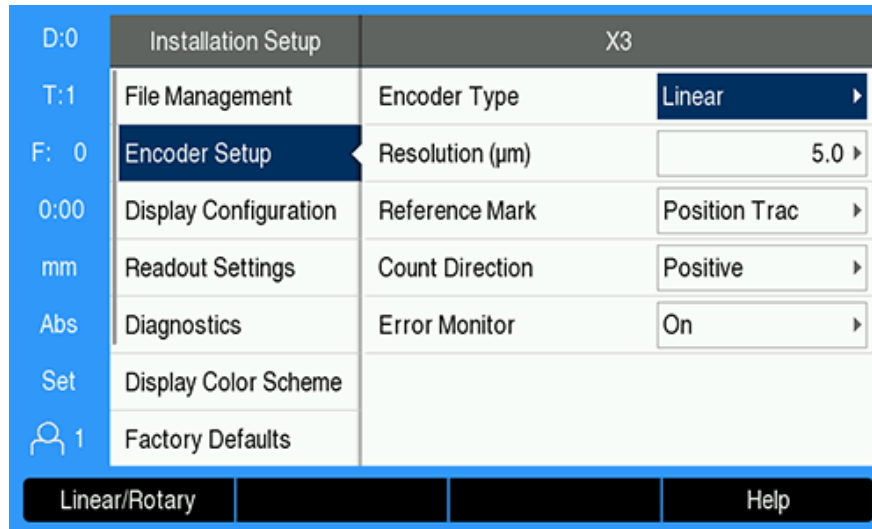 D:0 Installation Setup X3
T:1 File Management Encoder Type Linear
F: 0 Encoder Setup Resolution (µm) 5.0
0:00 Display Configuration Reference Mark Position Trac
mm Readout Settings Count Direction Positive
Abs Diagnostics Error Monitor On
Set Display Color Scheme
1 Factory Defaults
Linear/Rotary Help